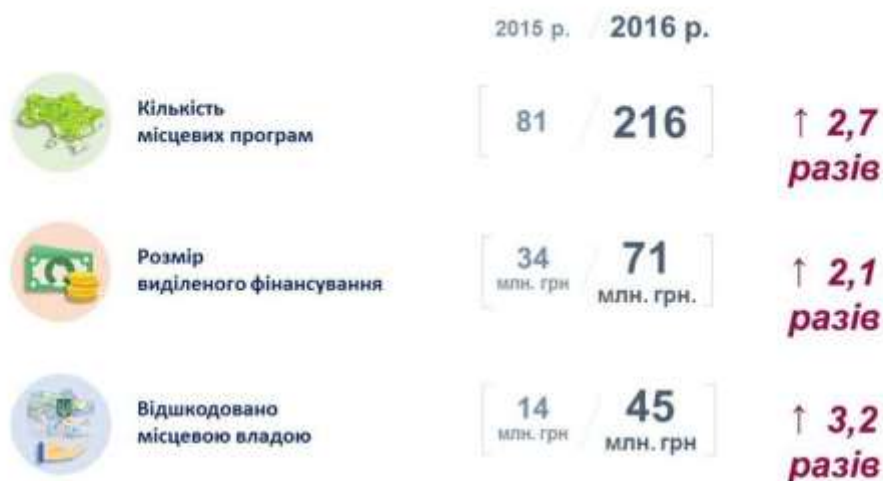 2015 р. / 2016 р.
Кількість
місцевих програм
81 / 216
↑ 2,7
разів
Розмір
виділеного фінансування
34 / 71
млн. грн млн. грн.
↑ 2,1
разів
Відшкодовано
місцевою владою
14 / 45
млн. грн млн. грн
↑ 3,2
разів